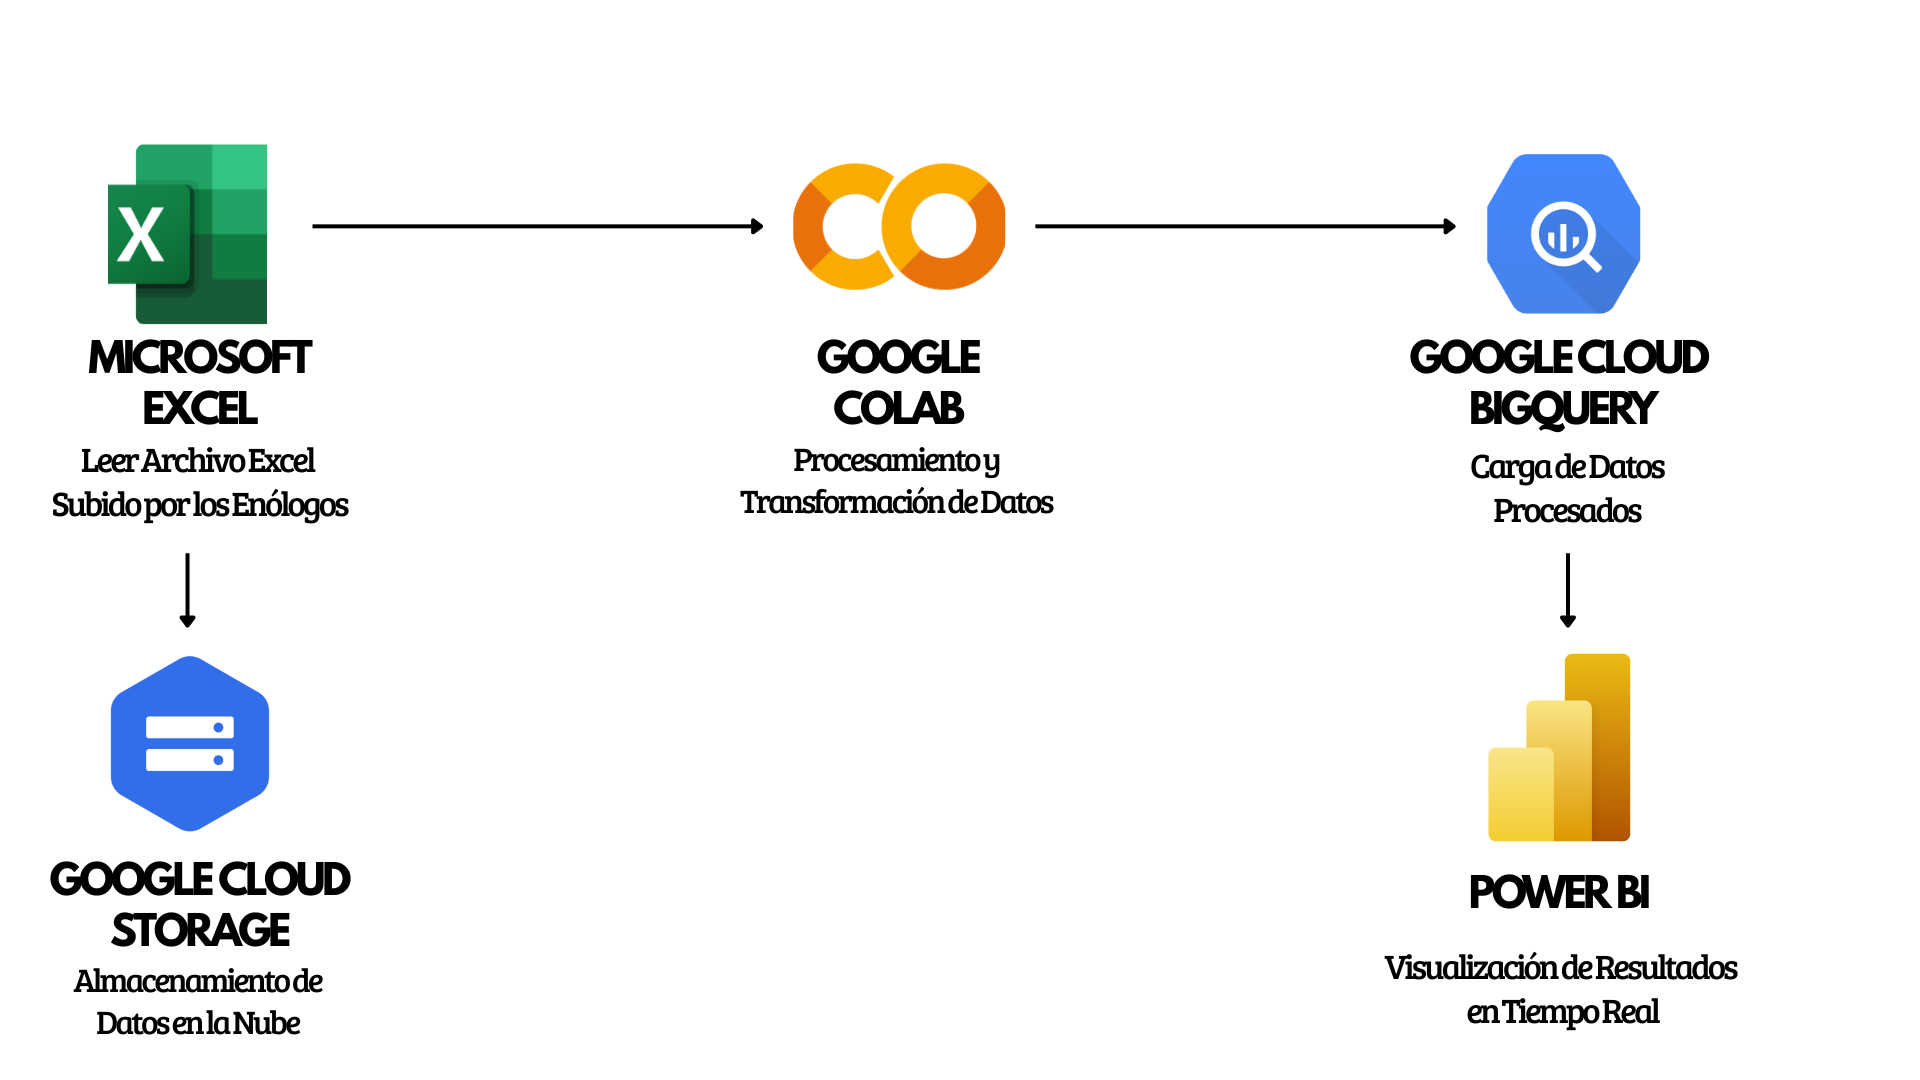 X
MICROSOFT
EXCEL
Leer Archivo Excel
Subido por los Enólogos
GOOGLE
COLAB
Procesamiento y
Transformación de Datos
GOOGLE CLOUD
BIGQUERY
Carga de Datos
Procesados
GOOGLE CLOUD
STORAGE
Almacenamiento de
Datos en la Nube
POWER BI
Visualización de Resultados
en Tiempo Real